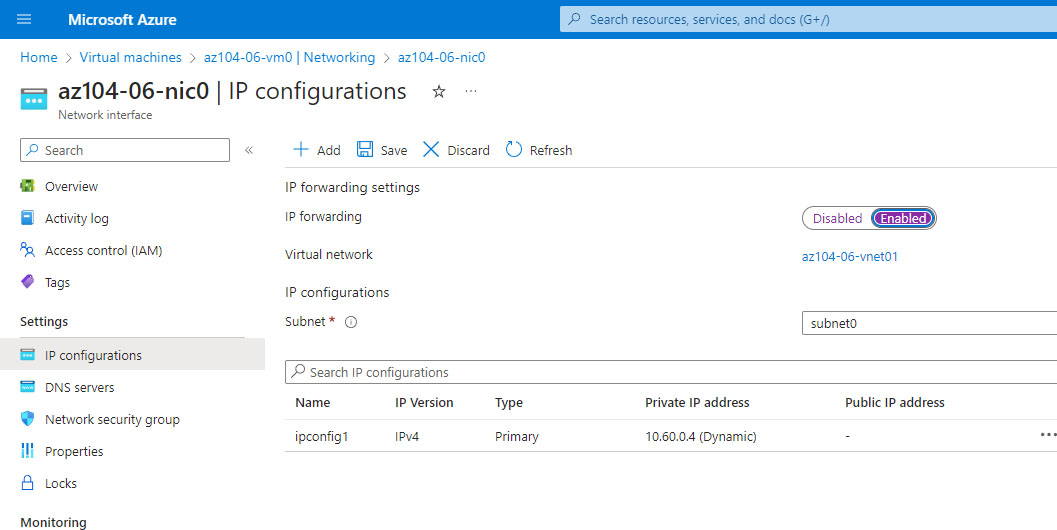 Microsoft Azure
Search resources, services, and docs (G+/)
Home > Virtual machines > az104-06-vm0 | Networking > az104-06-nic0
az104-06-nic0 | IP configurations
Network interface
Search
Overview
Activity log
Access control (IAM)
Tags
Settings
IP configurations
DNS servers
Network security group
Properties
Locks
Monitoring
Add Save Discard Refresh
IP forwarding settings
IP forwarding Disabled Enabled
Virtual network az104-06-vnet01
IP configurations
Subnet * subnet0
Search IP configurations
Name IP Version Type Private IP address Public IP address
ipconfig1 IPv4 Primary 10.60.0.4 (Dynamic) -